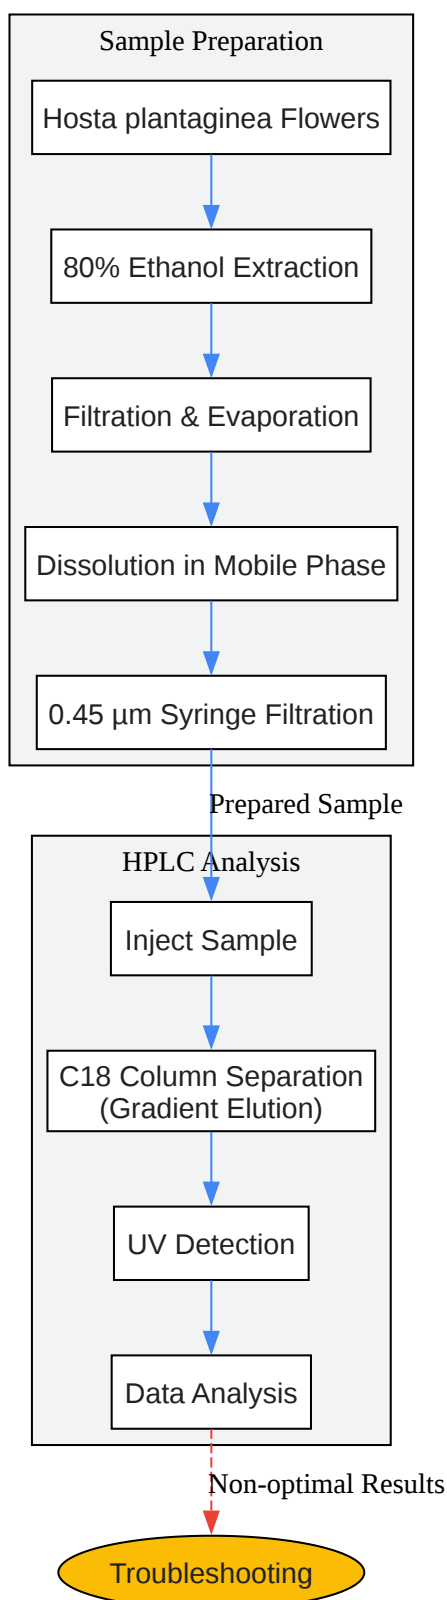 Sample Preparation
Hosta plantaginea Flowers
80% Ethanol Extraction
Filtration & Evaporation
Dissolution in Mobile Phase
0.45 µm Syringe Filtration
Prepared Sample
HPLC Analysis
Inject Sample
C18 Column Separation
(Gradient Elution)
UV Detection
Data Analysis
Non-optimal Results
Troubleshooting